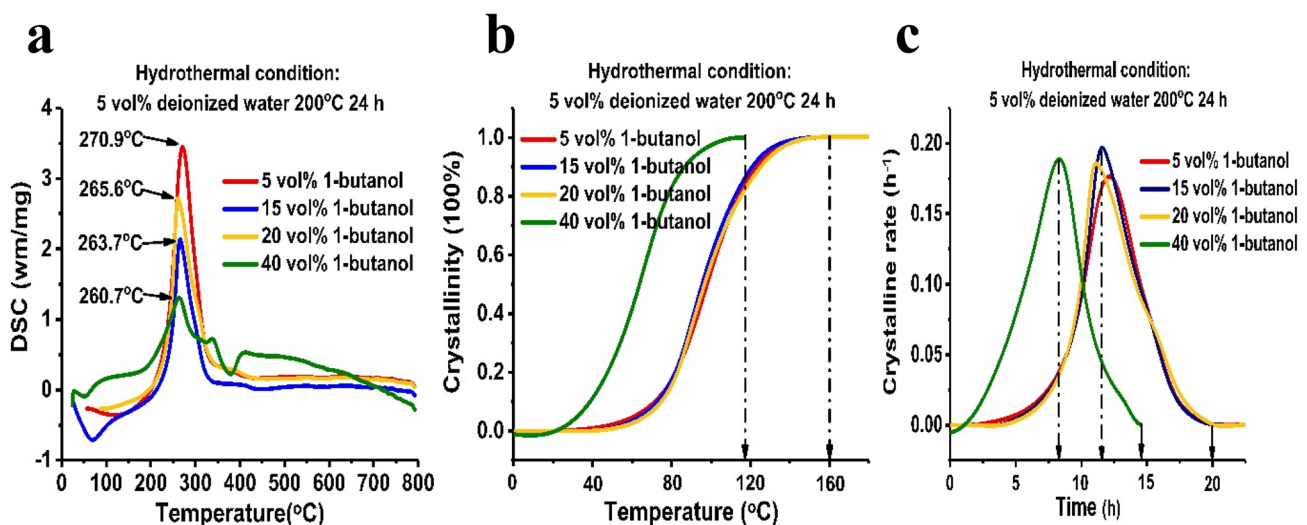 a
Hydrothermal condition:
5 vol% deionized water 200°C 24 h
4
3
2
1
0
-1
DSC (wm/mg)
270.9°C
265.6°C
263.7°C
260.7°C
5 vol% 1-butanol
15 vol% 1-butanol
20 vol% 1-butanol
40 vol% 1-butanol
0 100 200 300 400 500 600 700 800
Temperature(°C)
b
Hydrothermal condition:
5 vol% deionized water 200°C 24 h
1.0
0.8
0.6
0.4
0.2
0.0
Crystallinity (100%)
5 vol% 1-butanol
15 vol% 1-butanol
20 vol% 1-butanol
40 vol% 1-butanol
0 40 80 120 160
Temperature (°C)
c
Hydrothermal condition:
5 vol% deionized water 200°C 24 h
0.20
0.15
0.10
0.05
0.00
Crystalline rate (h⁻¹)
5 vol% 1-butanol
15 vol% 1-butanol
20 vol% 1-butanol
40 vol% 1-butanol
0 5 10 15 20
Time (h)